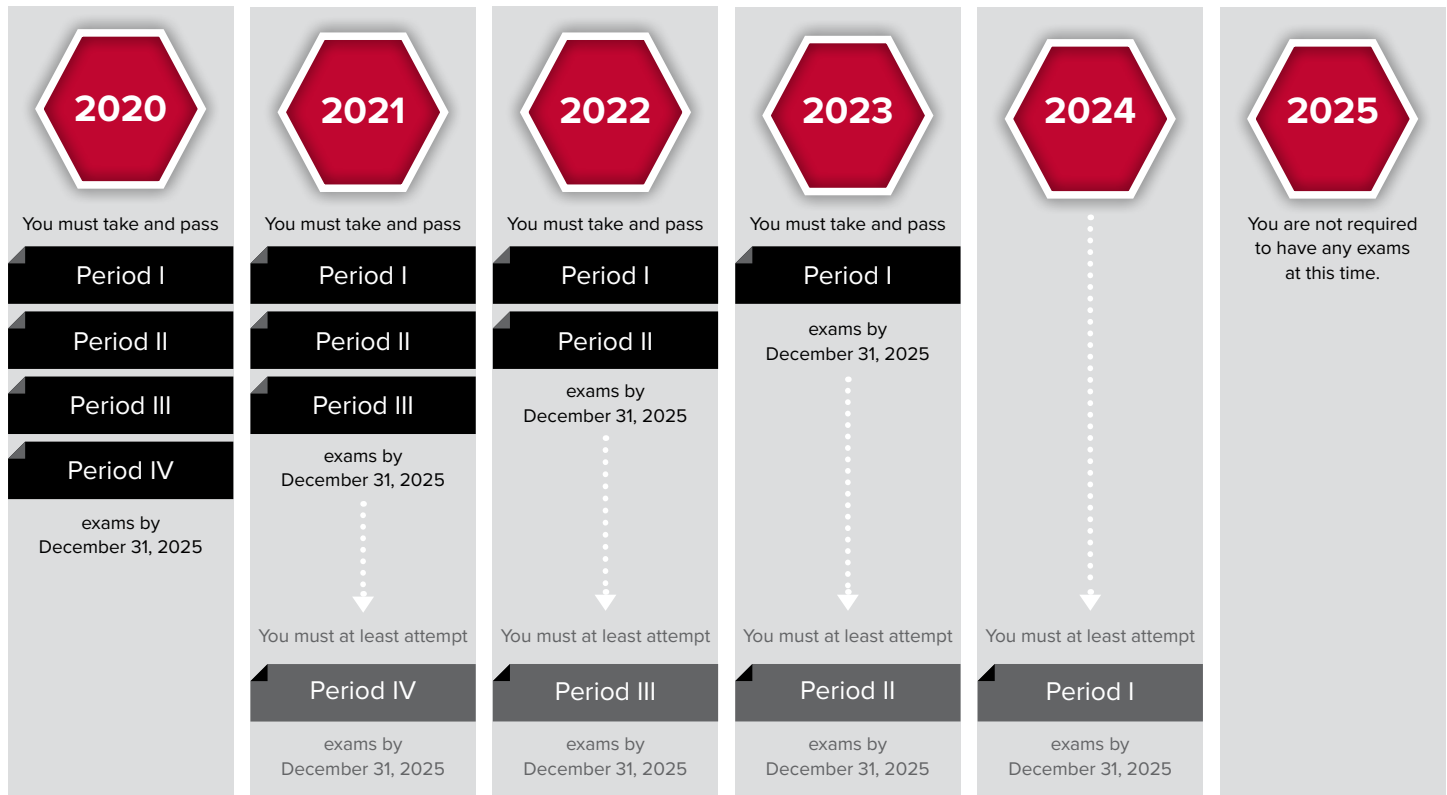 2020
You must take and pass
Period I
Period II
Period III
Period IV
exams by
December 31, 2025
2021
You must take and pass
Period I
Period II
Period III
exams by
December 31, 2025
You must at least attempt
Period IV
exams by
December 31, 2025
2022
You must take and pass
Period I
Period II
exams by
December 31, 2025
You must at least attempt
Period III
exams by
December 31, 2025
2023
You must take and pass
Period I
exams by
December 31, 2025
You must at least attempt
Period II
exams by
December 31, 2025
2024
You must at least attempt
Period I
exams by
December 31, 2025
2025
You are not required
to have any exams
at this time.